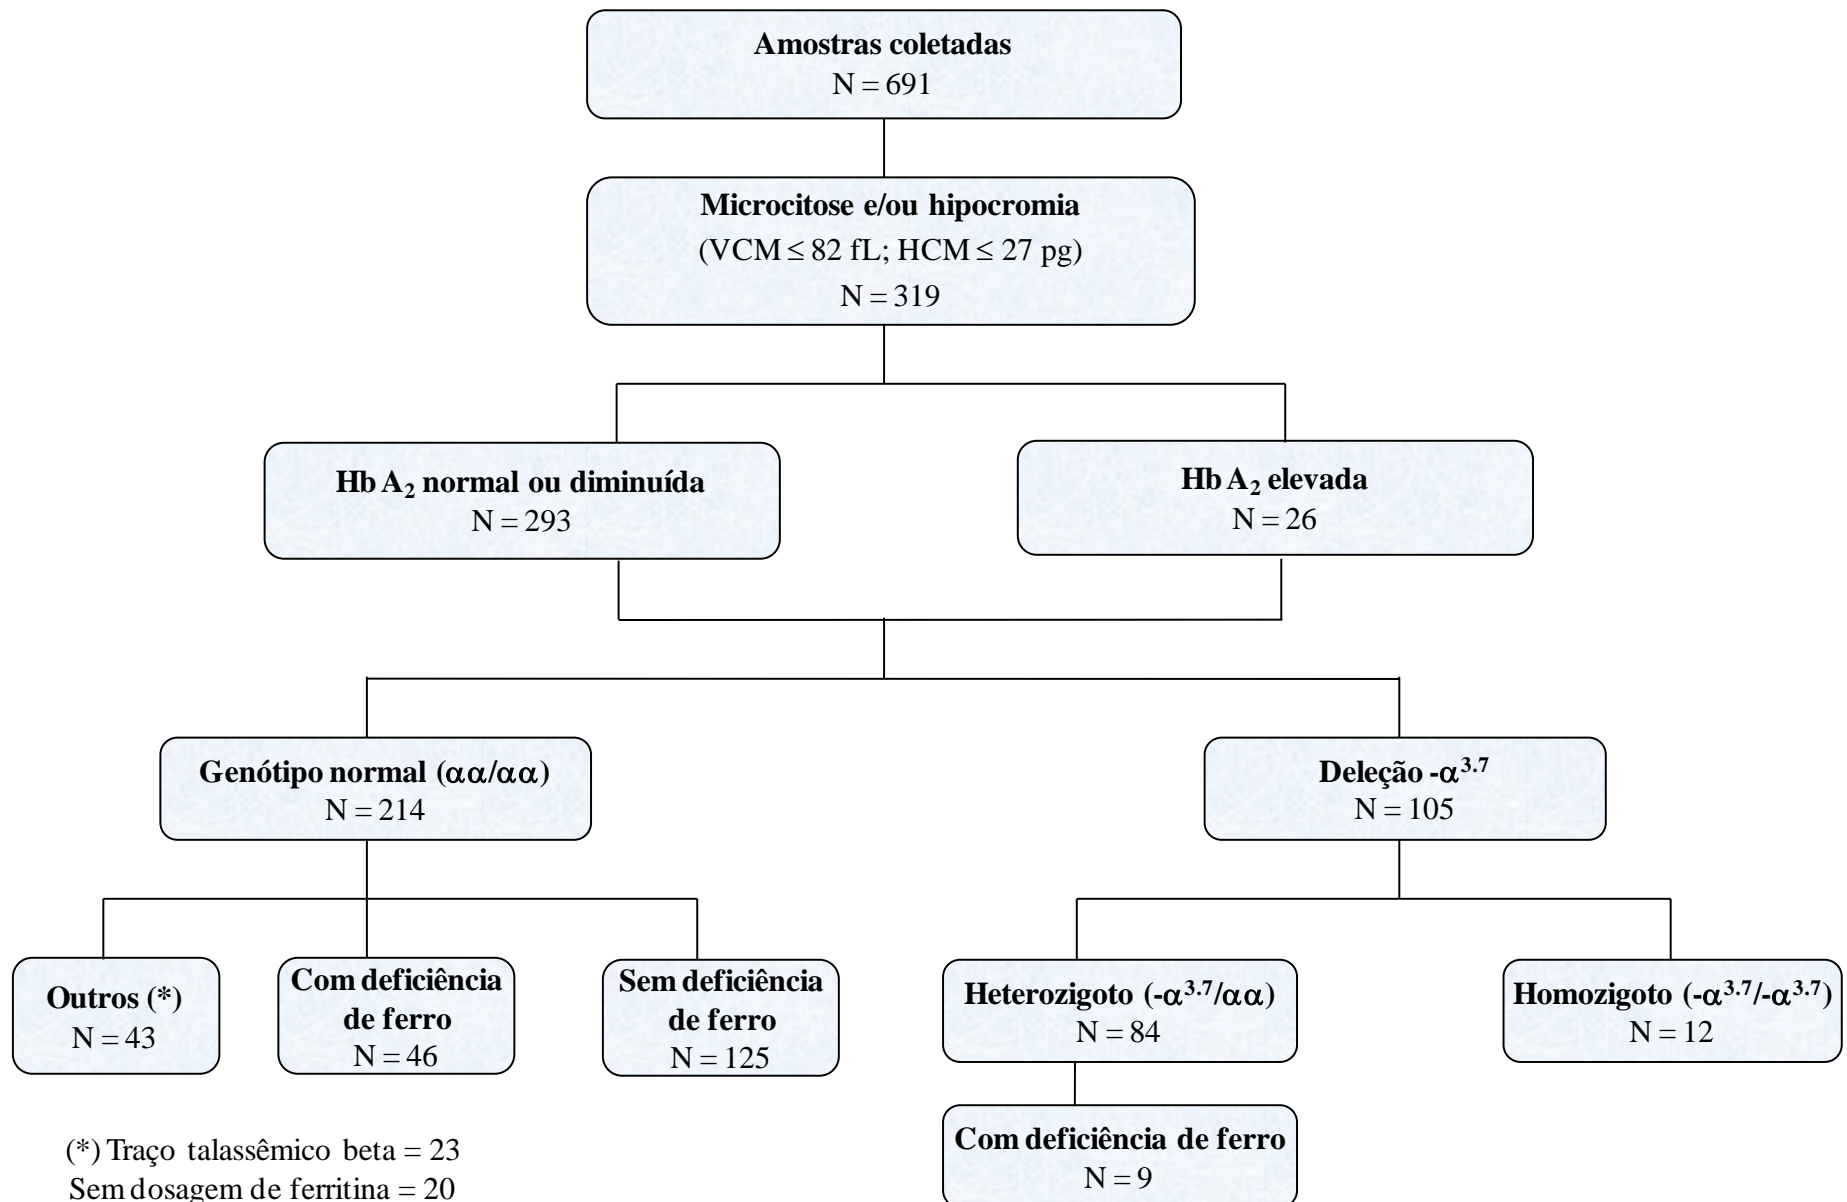 Amostras coletadas
N = 691
Microcitose e/ou hipocromia
(VCM ≤ 82 fL; HCM ≤ 27 pg)
N = 319
Hb A₂ normal ou diminuída
N = 293
Hb A₂ elevada
N = 26
Genótipo normal (αα/αα)
N = 214
Deleção -α³·⁷
N = 105
Outros (*)
N = 43
Com deficiência
de ferro
N = 46
Sem deficiência
de ferro
N = 125
Heterozigoto (-α³·⁷/αα)
N = 84
Homozigoto (-α³·⁷/-α³·⁷)
N = 12
Com deficiência de ferro
N = 9
(*) Traço talassêmico beta = 23
Sem dosagem de ferritina = 20